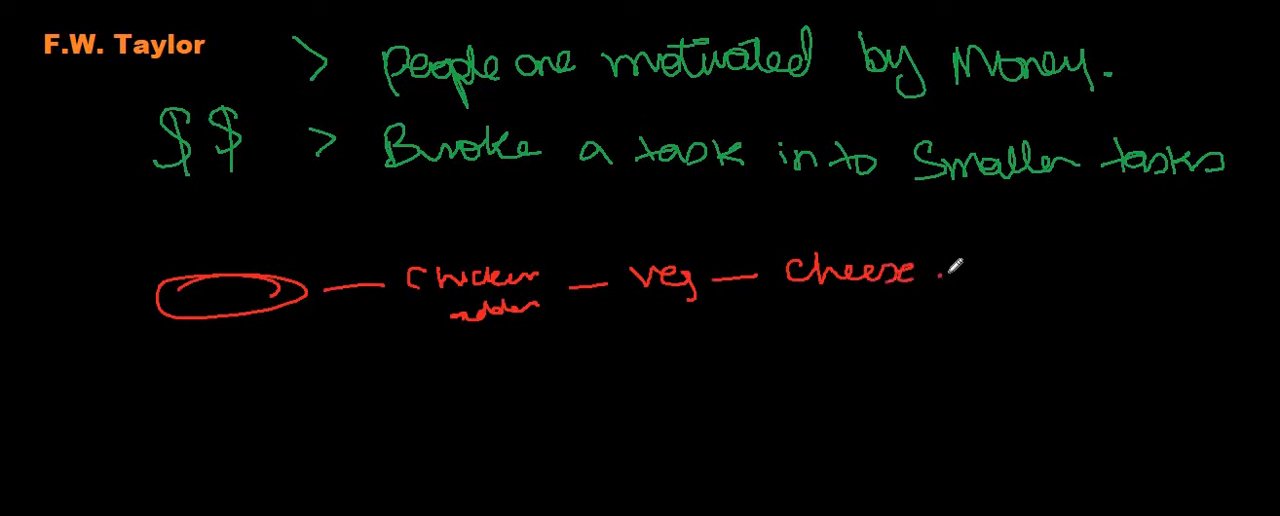 F.W. Taylor
> People are motivated by Money.
$$ > Broke a task in to Smaller tasks
— Chicken — Veg — Cheese .